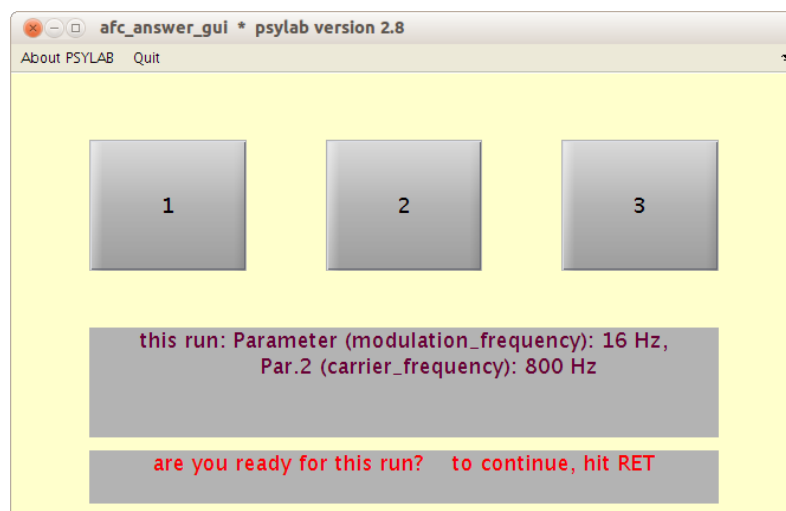 afc_answer_gui * psylab version 2.8
About PSYLAB Quit
1 2 3
this run: Parameter (modulation_frequency): 16 Hz,
Par.2 (carrier_frequency): 800 Hz
are you ready for this run? to continue, hit RET